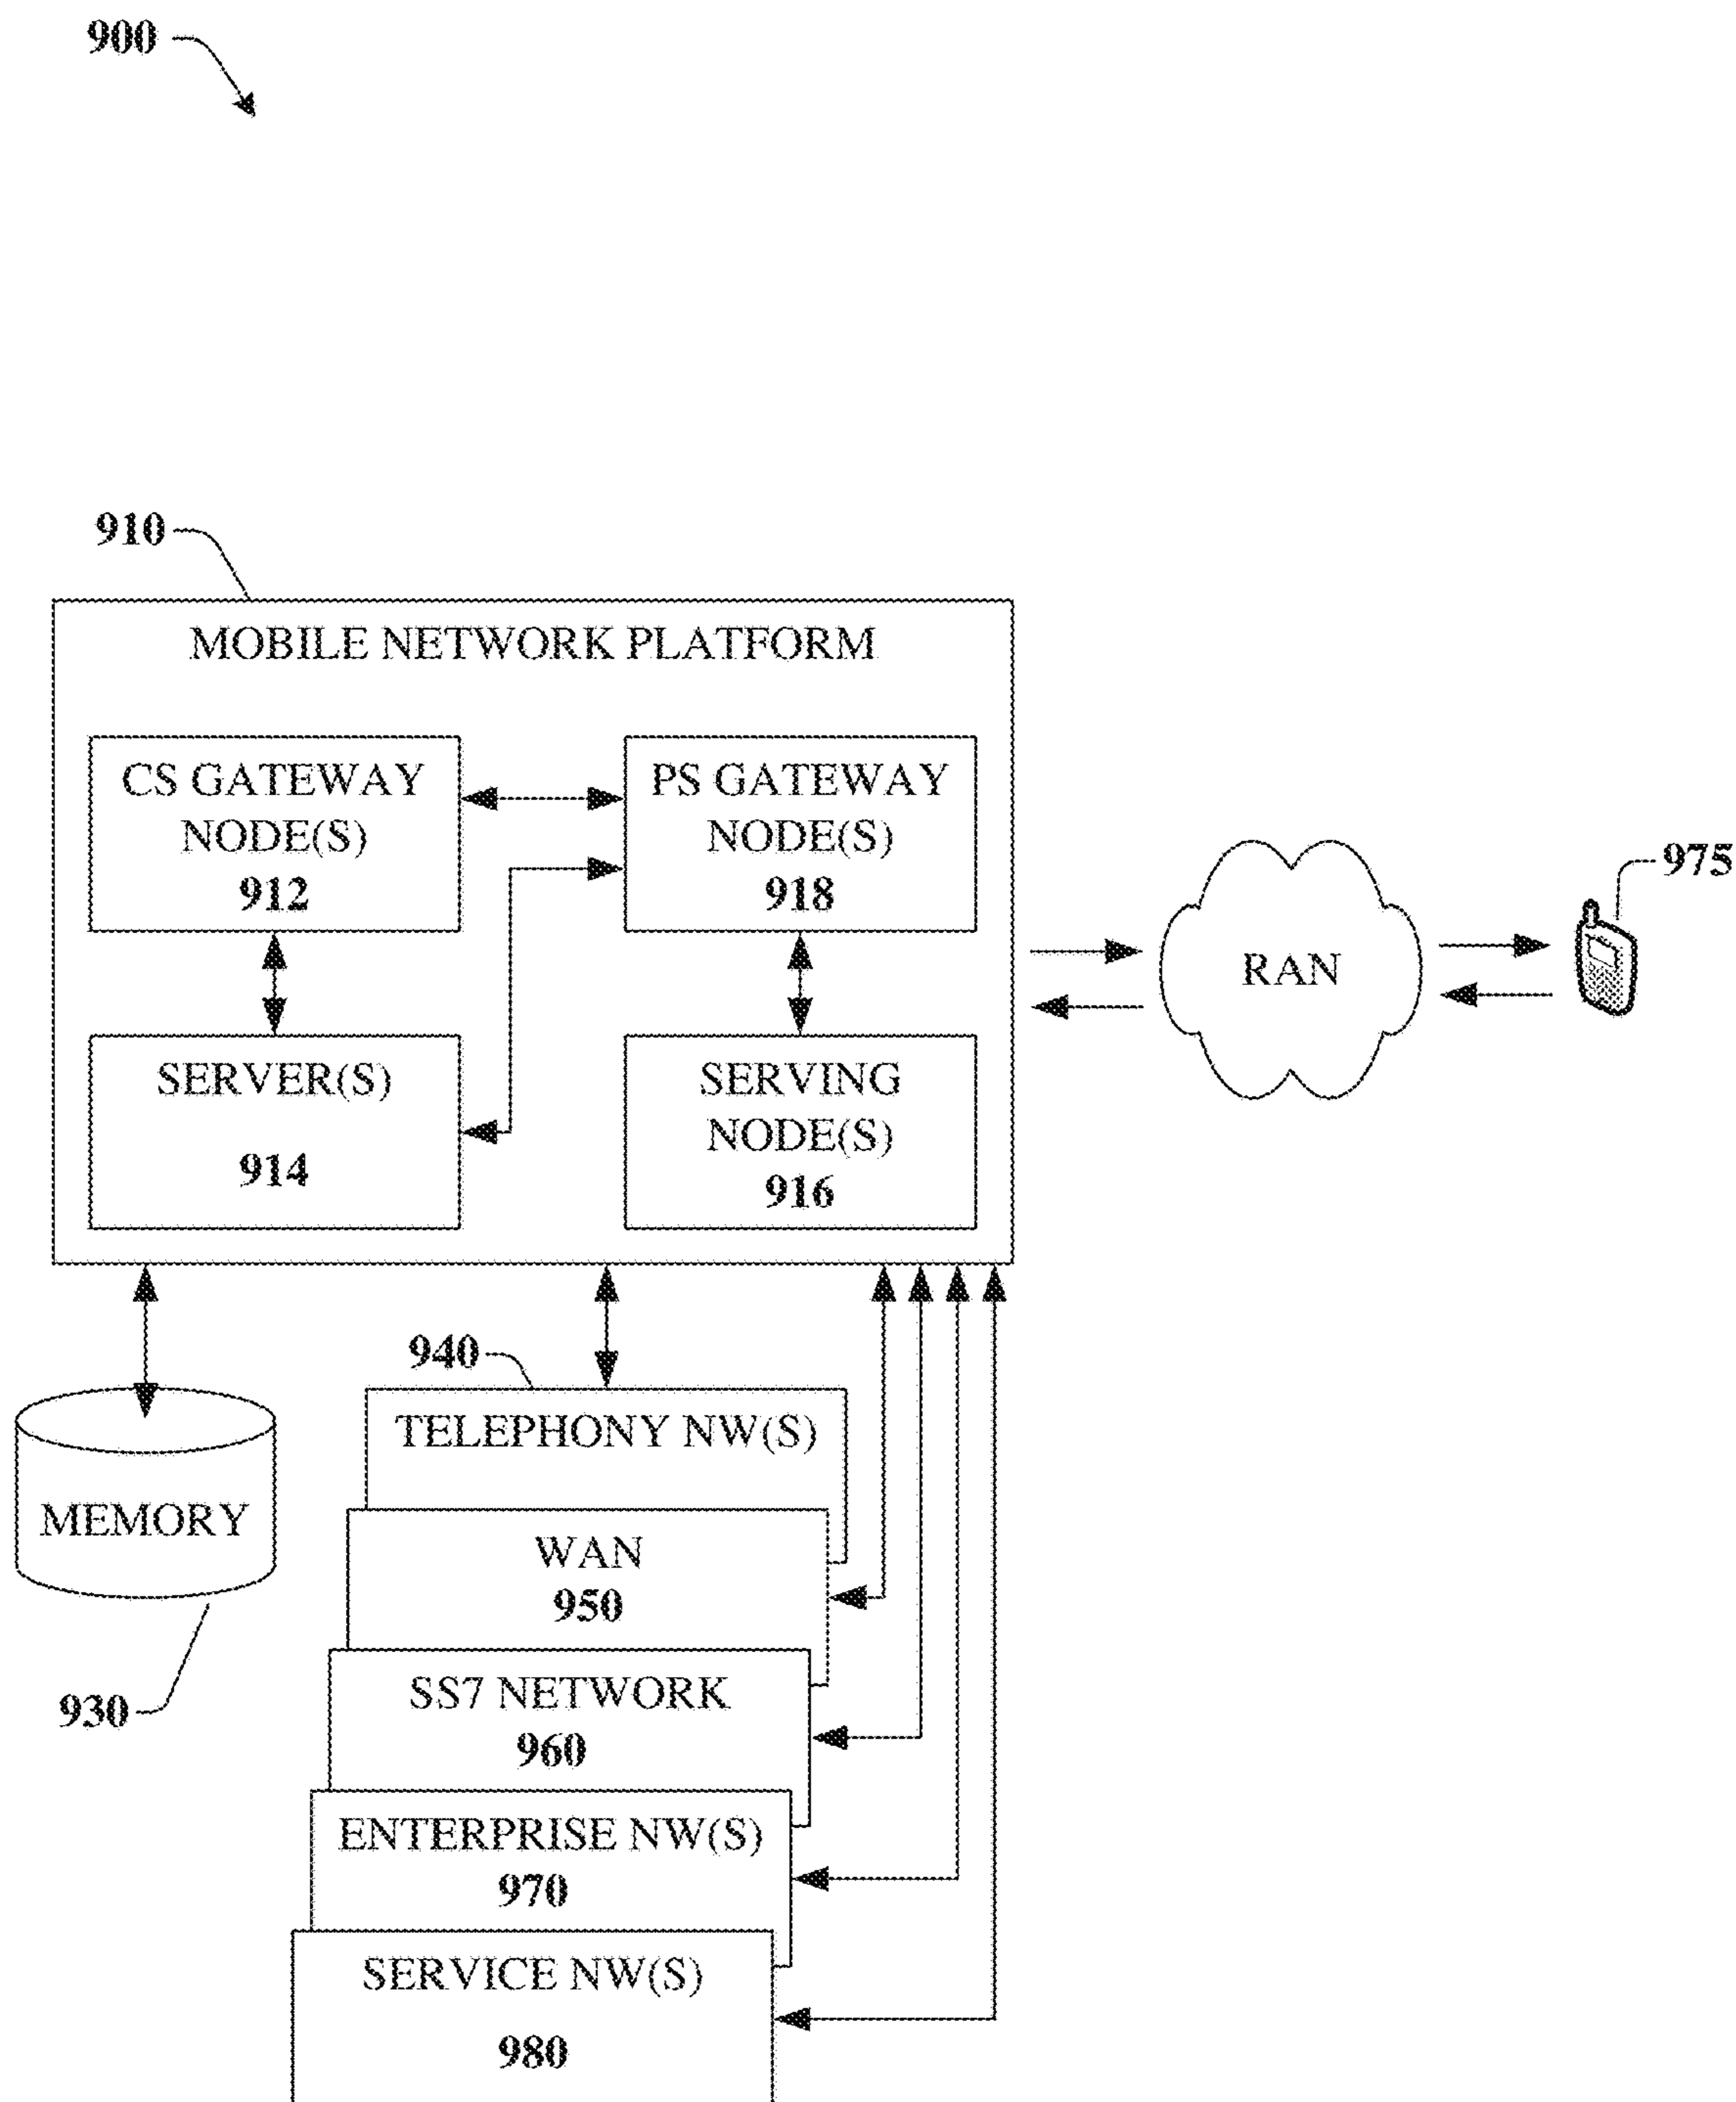 900
910
MOBILE NETWORK PLATFORM
CS GATEWAY
NODE(S)
912
PS GATEWAY
NODE(S)
918
SERVER(S)
914
SERVING
NODE(S)
916
RAN
975
940
TELEPHONY NW(S)
MEMORY
930
WAN
950
SS7 NETWORK
960
ENTERPRISE NW(S)
970
SERVICE NW(S)
980